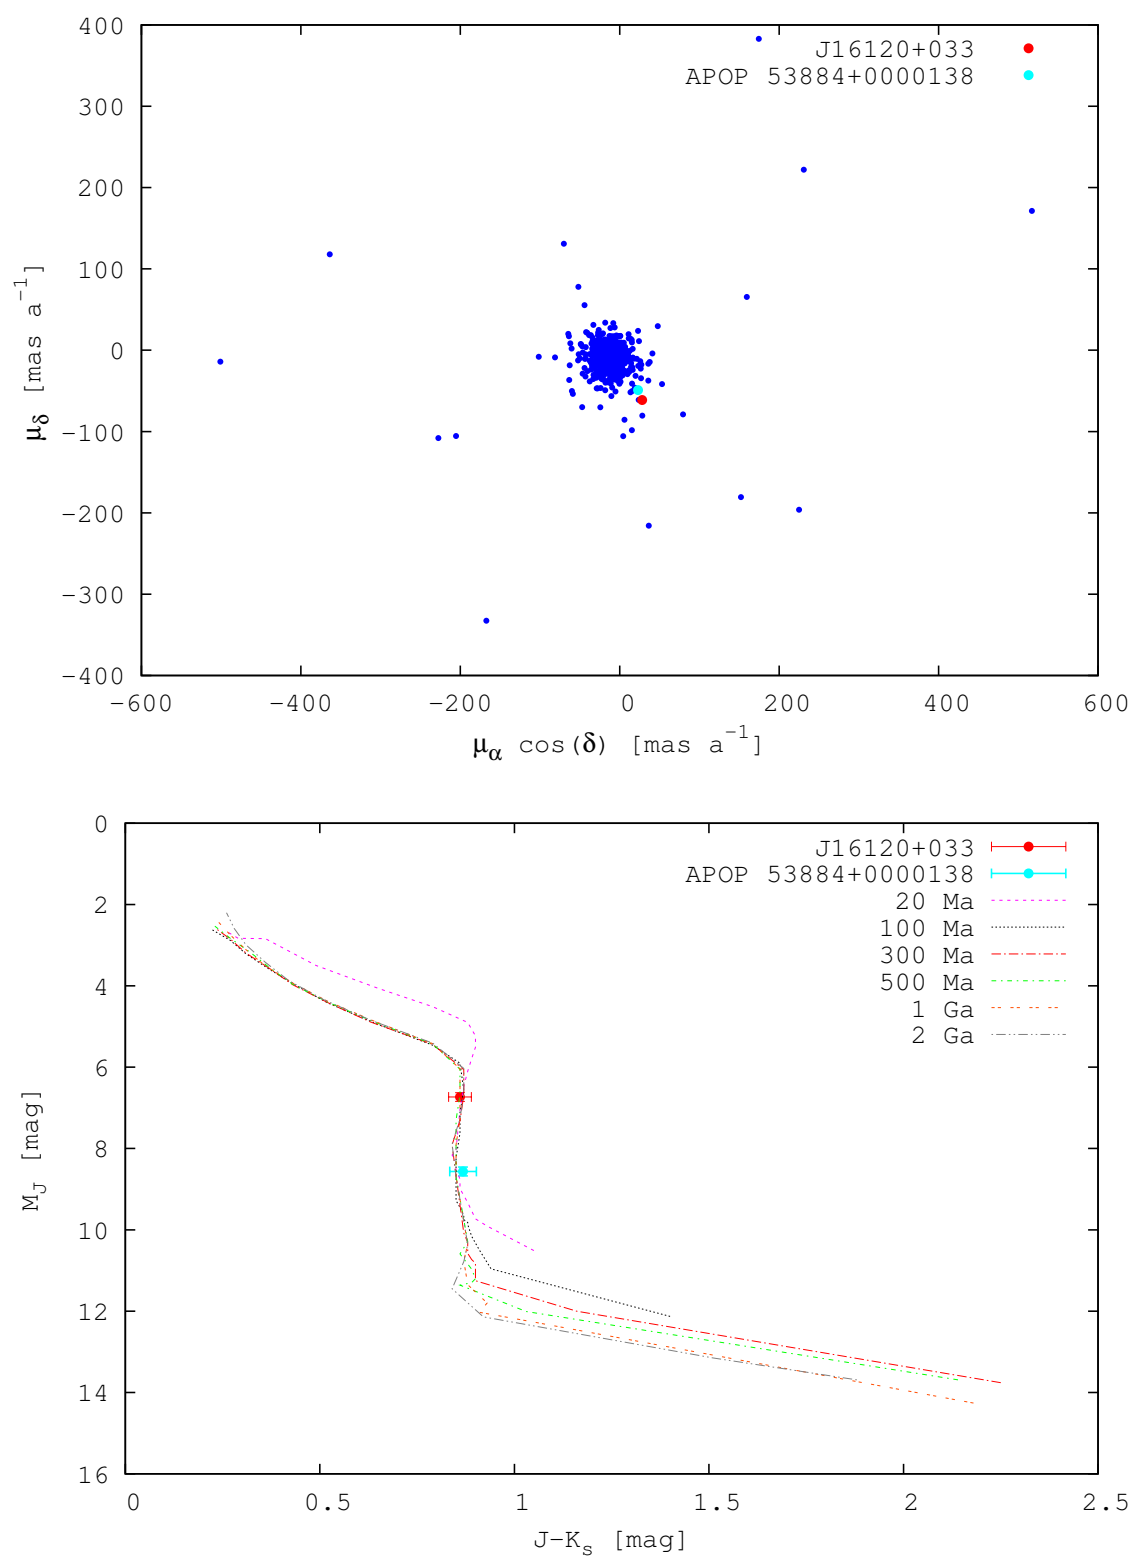 400
300
200
100
0
−100
−200
−300
−400
μδ [mas a−1]
J16120+033
APOP 53884+0000138
−600 −400 −200 0 200 400 600
μα cos(δ) [mas a−1]
0
2
4
6
8
10
12
14
16
MJ [mag]
J16120+033
APOP 53884+0000138
20 Ma
100 Ma
300 Ma
500 Ma
1 Ga
2 Ga
0 0.5 1 1.5 2 2.5
J−Ks [mag]